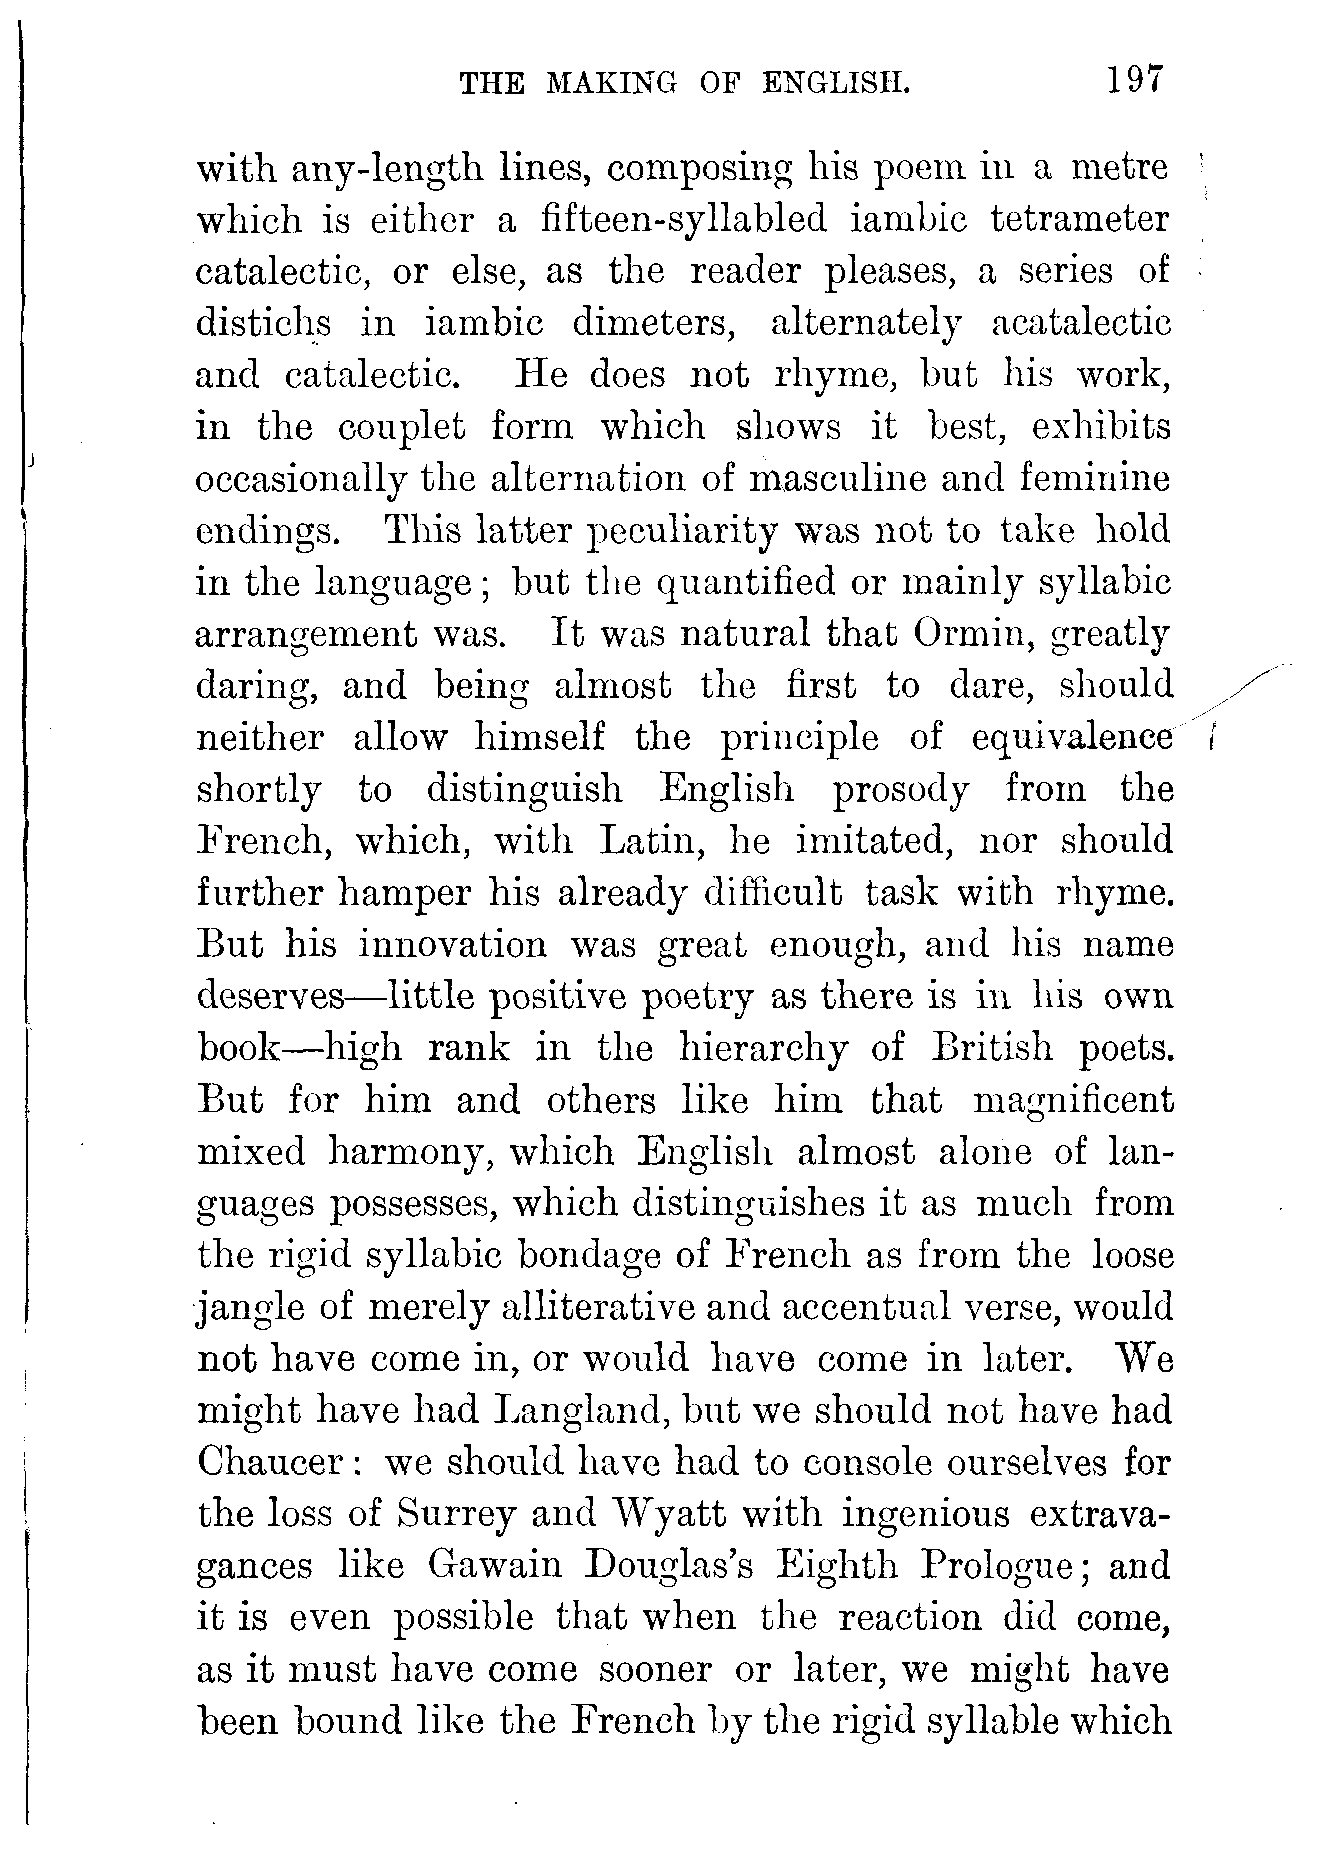 THE MAKING OF ENGLISH. 197
with any-length lines, composing his poem in a metre
which is either a fifteen-syllabled iambic tetrameter
catalectic, or else, as the reader pleases, a series of
distichs in iambic dimeters, alternately acatalectic
and catalectic. He does not rhyme, but his work,
in the couplet form which shows it best, exhibits
occasionally the alternation of masculine and feminine
endings. This latter peculiarity was not to take hold
in the language; but the quantified or mainly syllabic
arrangement was. It was natural that Ormin, greatly
daring, and being almost the first to dare, should
neither allow himself the principle of equivalence
shortly to distinguish English prosody from the
French, which, with Latin, he imitated, nor should
further hamper his already difficult task with rhyme.
But his innovation was great enough, and his name
deserves—little positive poetry as there is in his own
book—high rank in the hierarchy of British poets.
But for him and others like him that magnificent
mixed harmony, which English almost alone of lan-
guages possesses, which distinguishes it as much from
the rigid syllabic bondage of French as from the loose
jangle of merely alliterative and accentual verse, would
not have come in, or would have come in later. We
might have had Langland, but we should not have had
Chaucer: we should have had to console ourselves for
the loss of Surrey and Wyatt with ingenious extrava-
gances like Gawain Douglas's Eighth Prologue; and
it is even possible that when the reaction did come,
as it must have come sooner or later, we might have
been bound like the French by the rigid syllable which